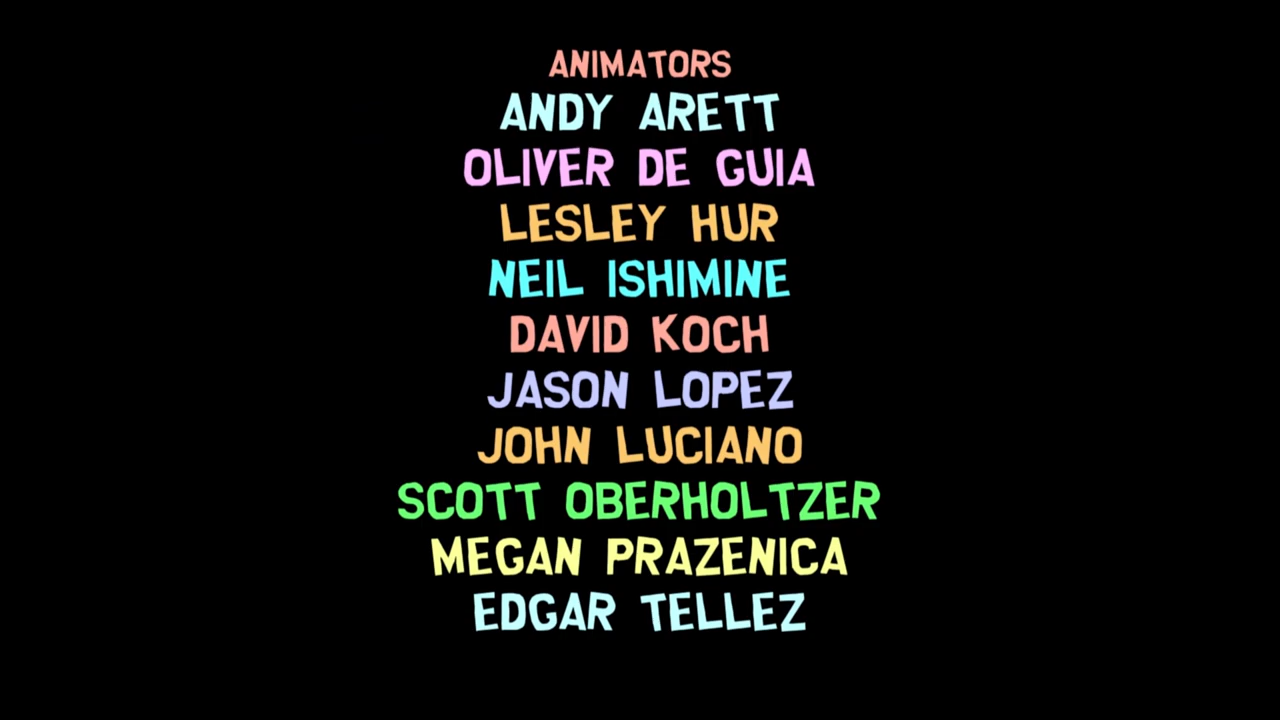 ANIMATORS
ANDY ARETT
OLIVER DE GUIA
LESLEY HUR
NEIL ISHIMINE
DAVID KOCH
JASON LOPEZ
JOHN LUCIANO
SCOTT OBERHOLTZER
MEGAN PRAZENICA
EDGAR TELLEZ